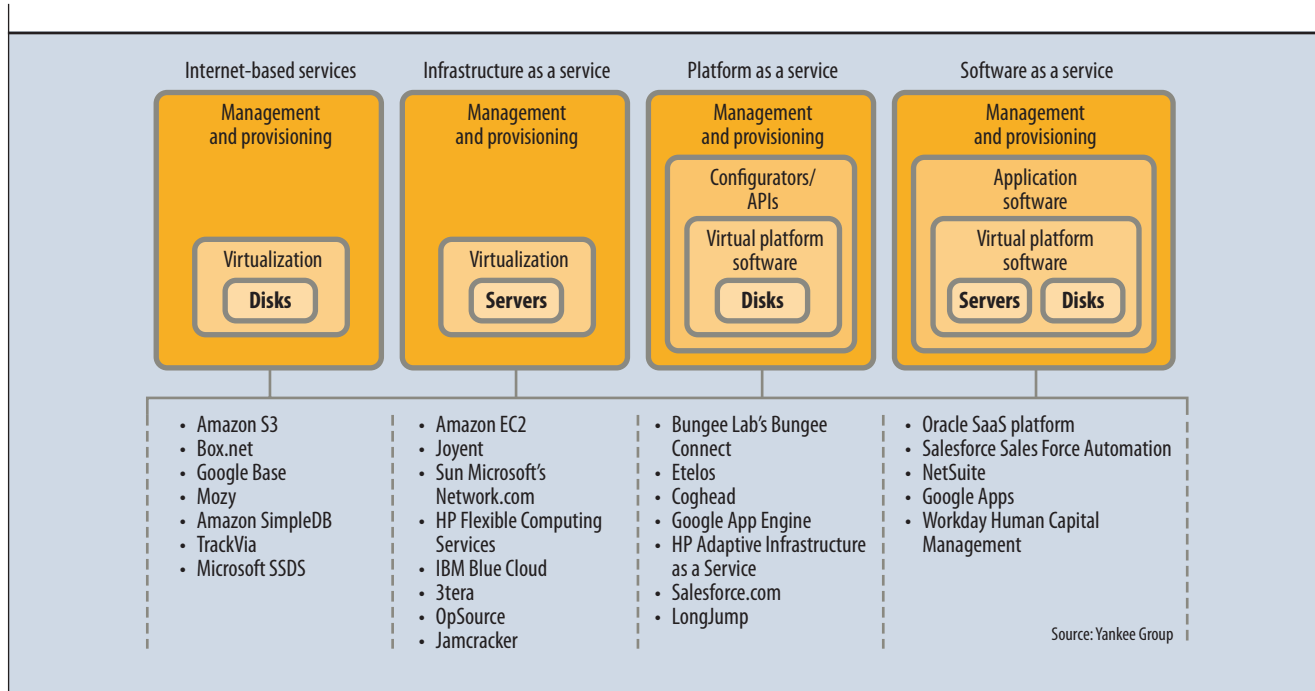 Internet-based services
Management
and provisioning
Virtualization
Disks
• Amazon S3
• Box.net
• Google Base
• Mozy
• Amazon SimpleDB
• TrackVia
• Microsoft SSDS
Infrastructure as a service
Management
and provisioning
Virtualization
Servers
• Amazon EC2
• Joyent
• Sun Microsoft's
Network.com
• HP Flexible Computing
Services
• IBM Blue Cloud
• 3tera
• OpSource
• Jamcracker
Platform as a service
Management
and provisioning
Configurators/
APIs
Virtual platform
software
Disks
• Bungee Lab's Bungee
Connect
• Etelos
• Coghead
• Google App Engine
• HP Adaptive Infrastructure
as a Service
• Salesforce.com
• LongJump
Software as a service
Management
and provisioning
Application
software
Virtual platform
software
Servers
Disks
• Oracle SaaS platform
• Salesforce Sales Force Automation
• NetSuite
• Google Apps
• Workday Human Capital
Management
Source: Yankee Group